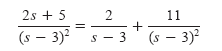 (2s + 5)/(s − 3)² = 2/(s − 3) + 11/(s − 3)²